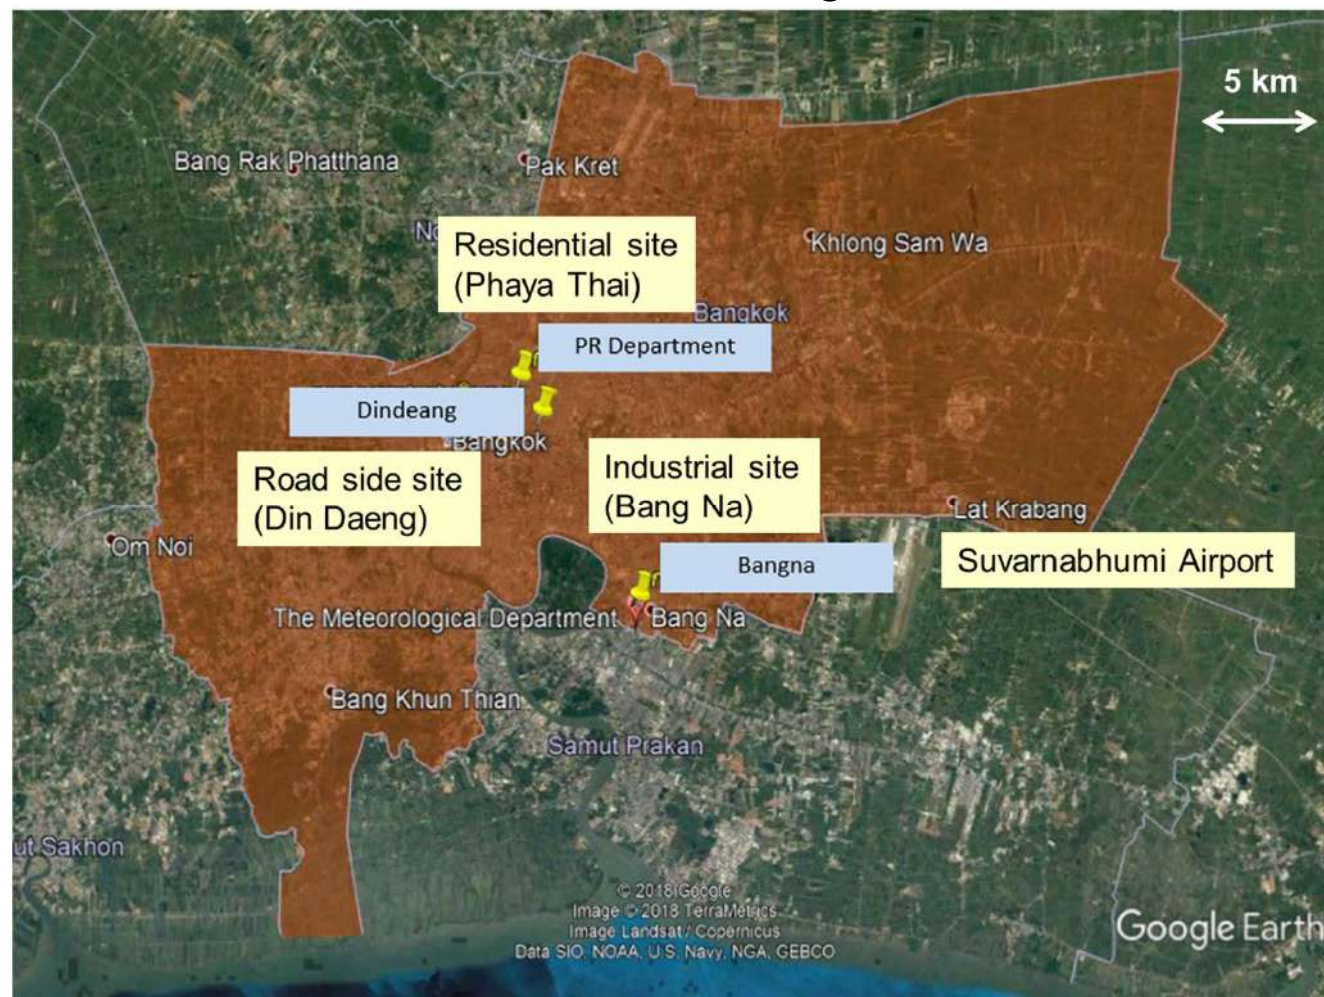 5 km
Bang Rak Phatthana
Pak Kret
No
Residential site
(Phaya Thai)
Khlong Sam Wa
Bangkok
PR Department
Dindeang
Bangkok
Road side site
(Din Daeng)
Industrial site
(Bang Na)
Lat Krabang
Om Noi
Suvarnabhumi Airport
Bangna
The Meteorological Department
Bang Na
Bang Khun Thian
Samut Prakan
ut Sakhon
© 2018 Google
Image © 2018 TerraMetrics
Image Landsat / Copernicus
Data SIO, NOAA, U.S. Navy, NGA, GEBCO
Google Earth